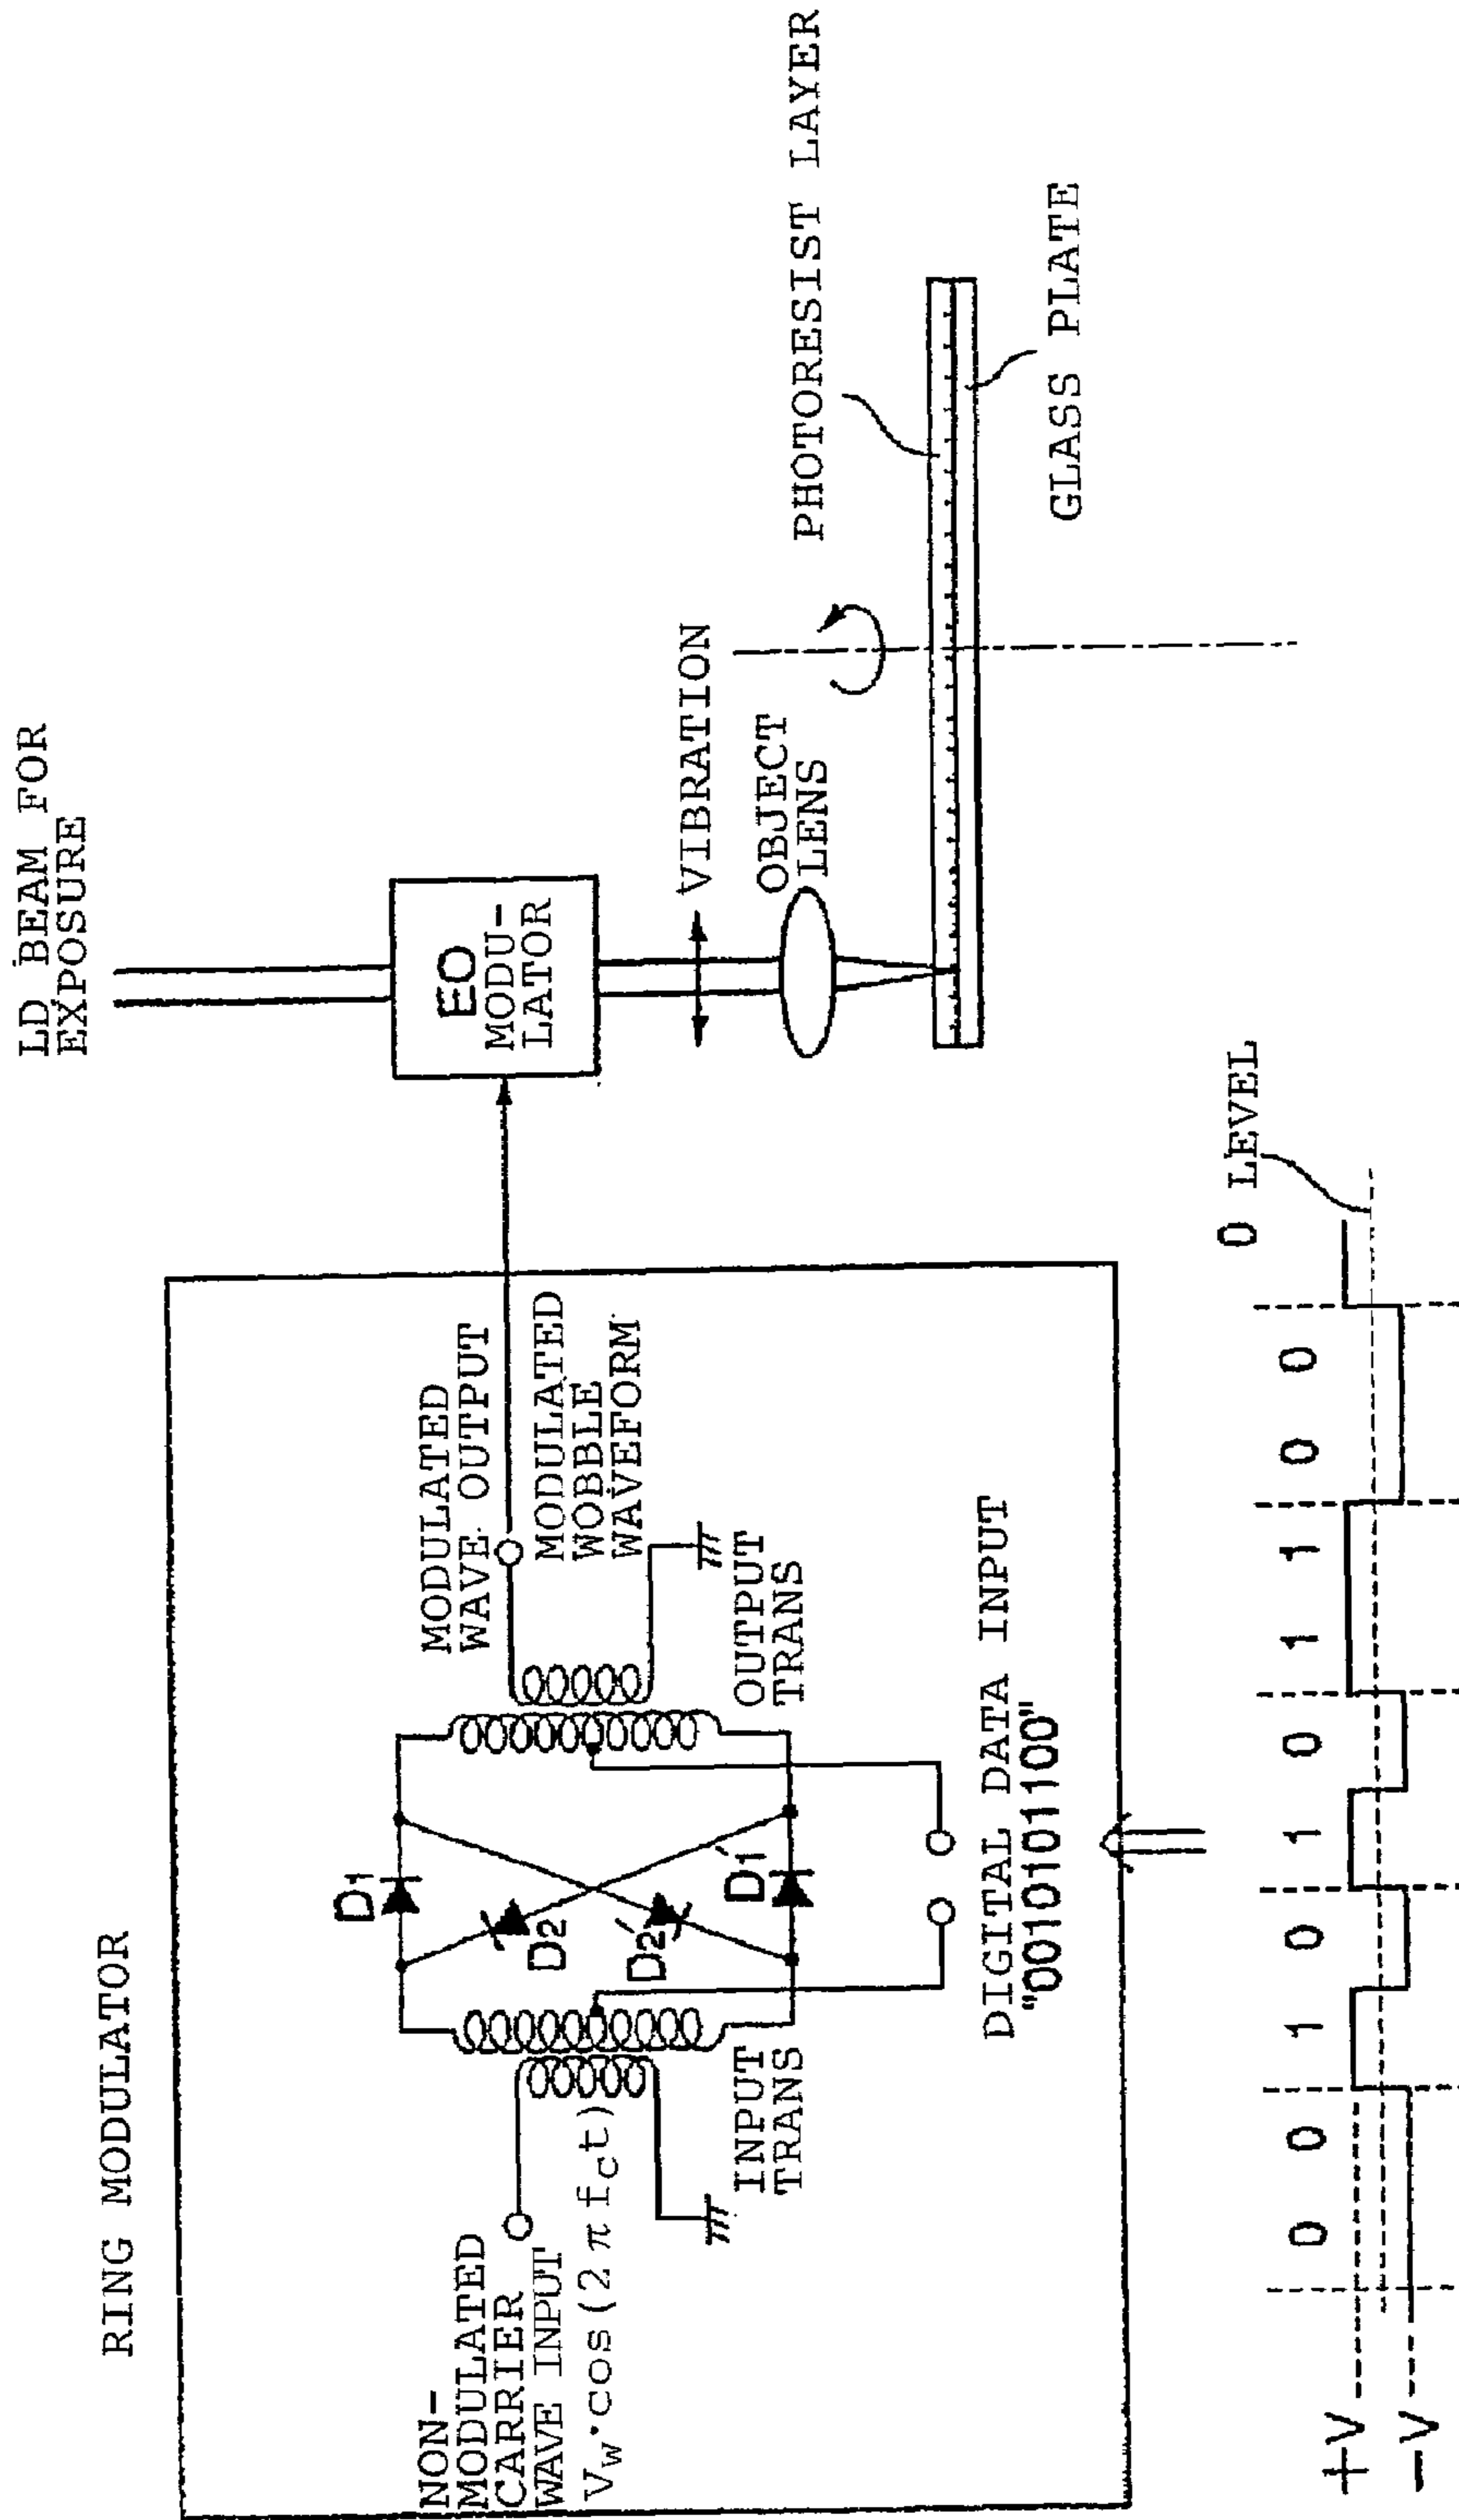 RING MODULATOR
NON-
MODULATED
CARRIER
WAVE INPUT
Vw·cos(2πfct)
INPUT
TRANS
D1
D2
D2´
D1´
MODULATED
WAVE OUTPUT
MODULATED
WOBBLE
WAVEFORM
OUTPUT
TRANS
DIGITAL DATA INPUT
"0010101100"
LD BEAM FOR
EXPOSURE
EO
MODU-
LATOR
VIBRATION
OBJECT
LENS
PHOTORESIST LAYER
GLASS PLATE
+V
-V
0 0 1 0 1 0 1 1 0 0
0 LEVEL